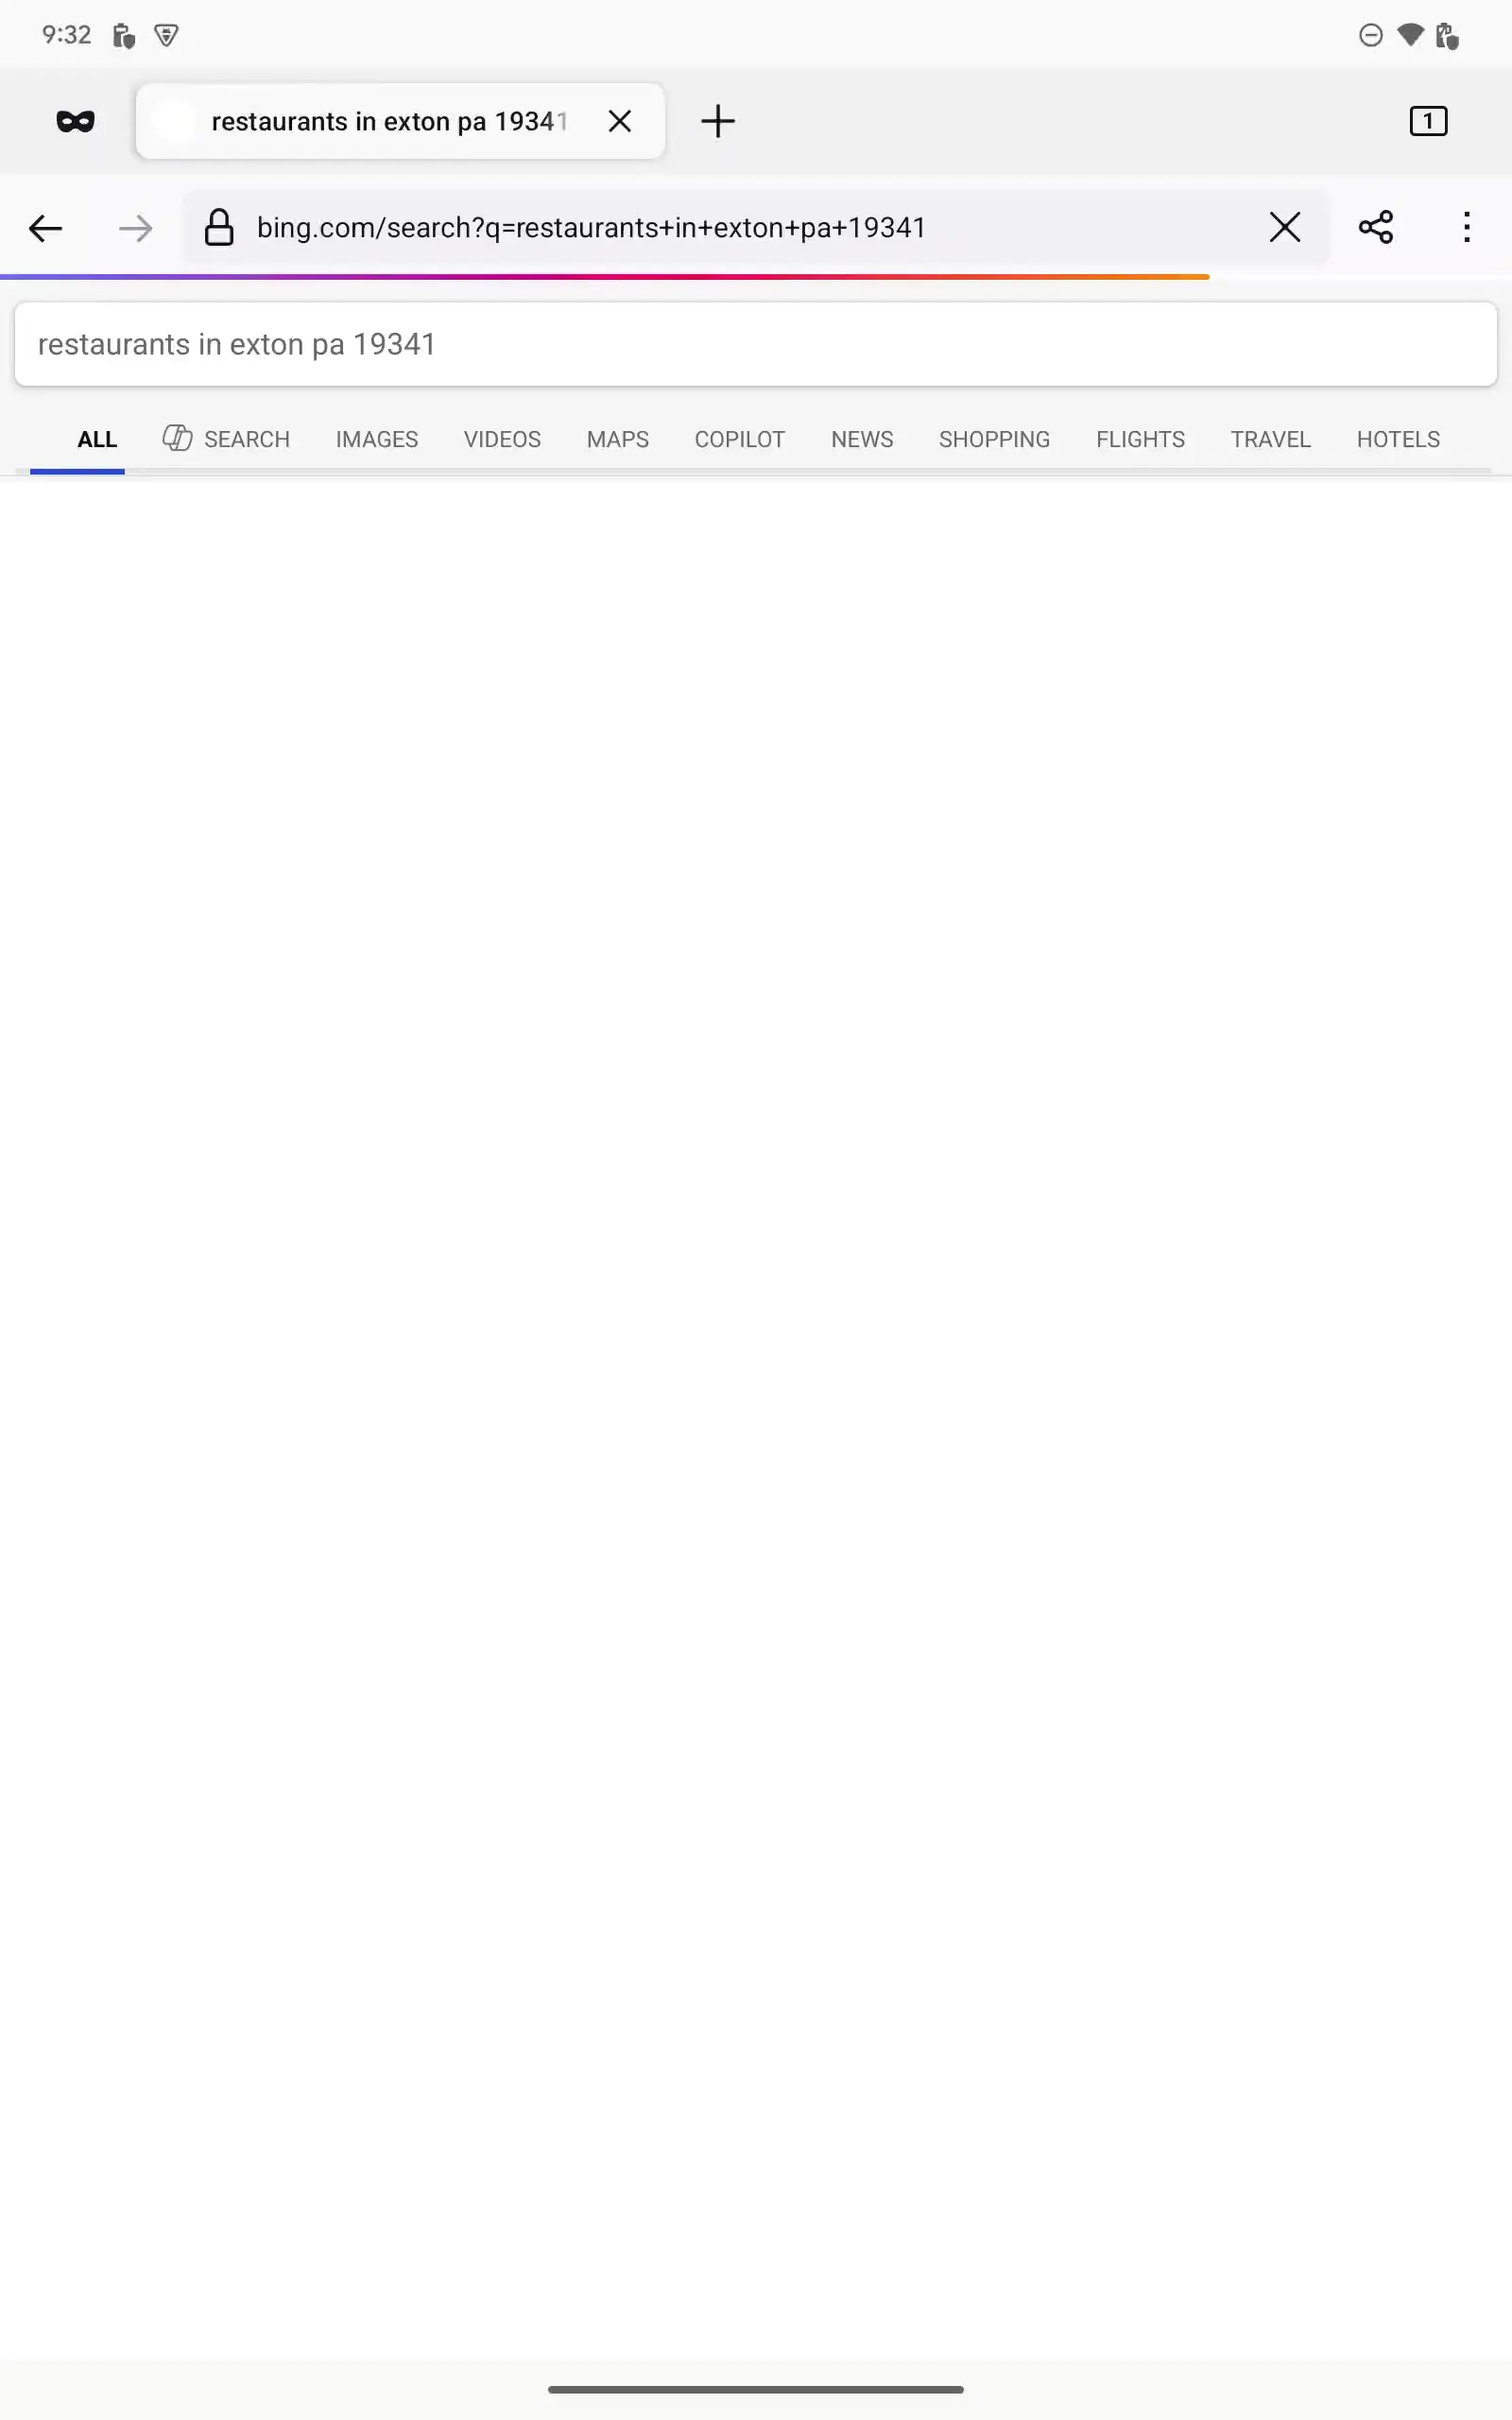 9:32
restaurants in exton pa 19341
1
bing.com/search?q=restaurants+in+exton+pa+19341
restaurants in exton pa 19341
ALL SEARCH IMAGES VIDEOS MAPS COPILOT NEWS SHOPPING FLIGHTS TRAVEL HOTELS